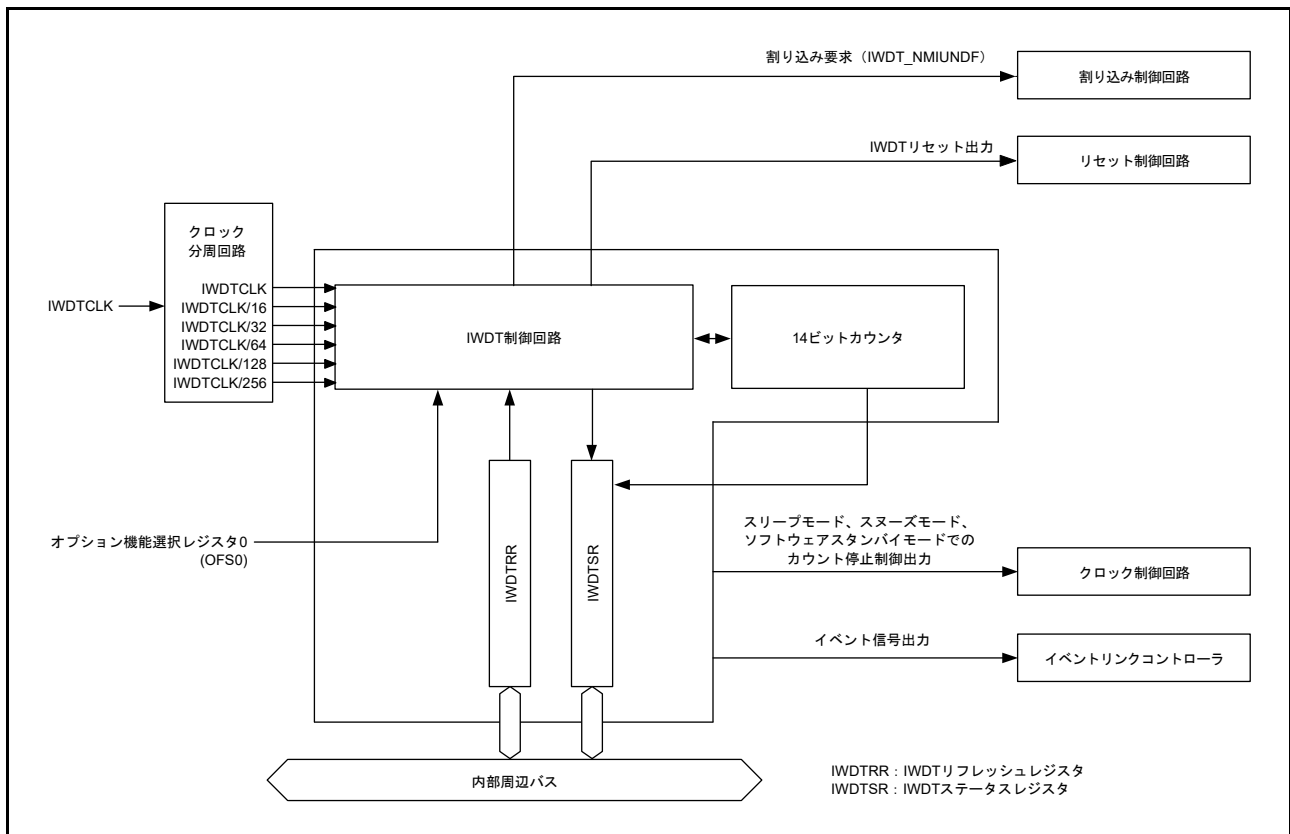 割り込み要求（IWDT_NMIUNDF）
割り込み制御回路
IWDTリセット出力
リセット制御回路
クロック
分周回路
IWDTCLK
IWDTCLK
IWDTCLK/16
IWDTCLK/32
IWDTCLK/64
IWDTCLK/128
IWDTCLK/256
IWDT制御回路
14ビットカウンタ
オプション機能選択レジスタ0
(OFS0)
IWDTRR
IWDTSR
スリープモード、スヌーズモード、
ソフトウェアスタンバイモードでの
カウント停止制御出力
クロック制御回路
イベント信号出力
イベントリンクコントローラ
内部周辺バス
IWDTRR：IWDTリフレッシュレジスタ
IWDTSR：IWDTステータスレジスタ